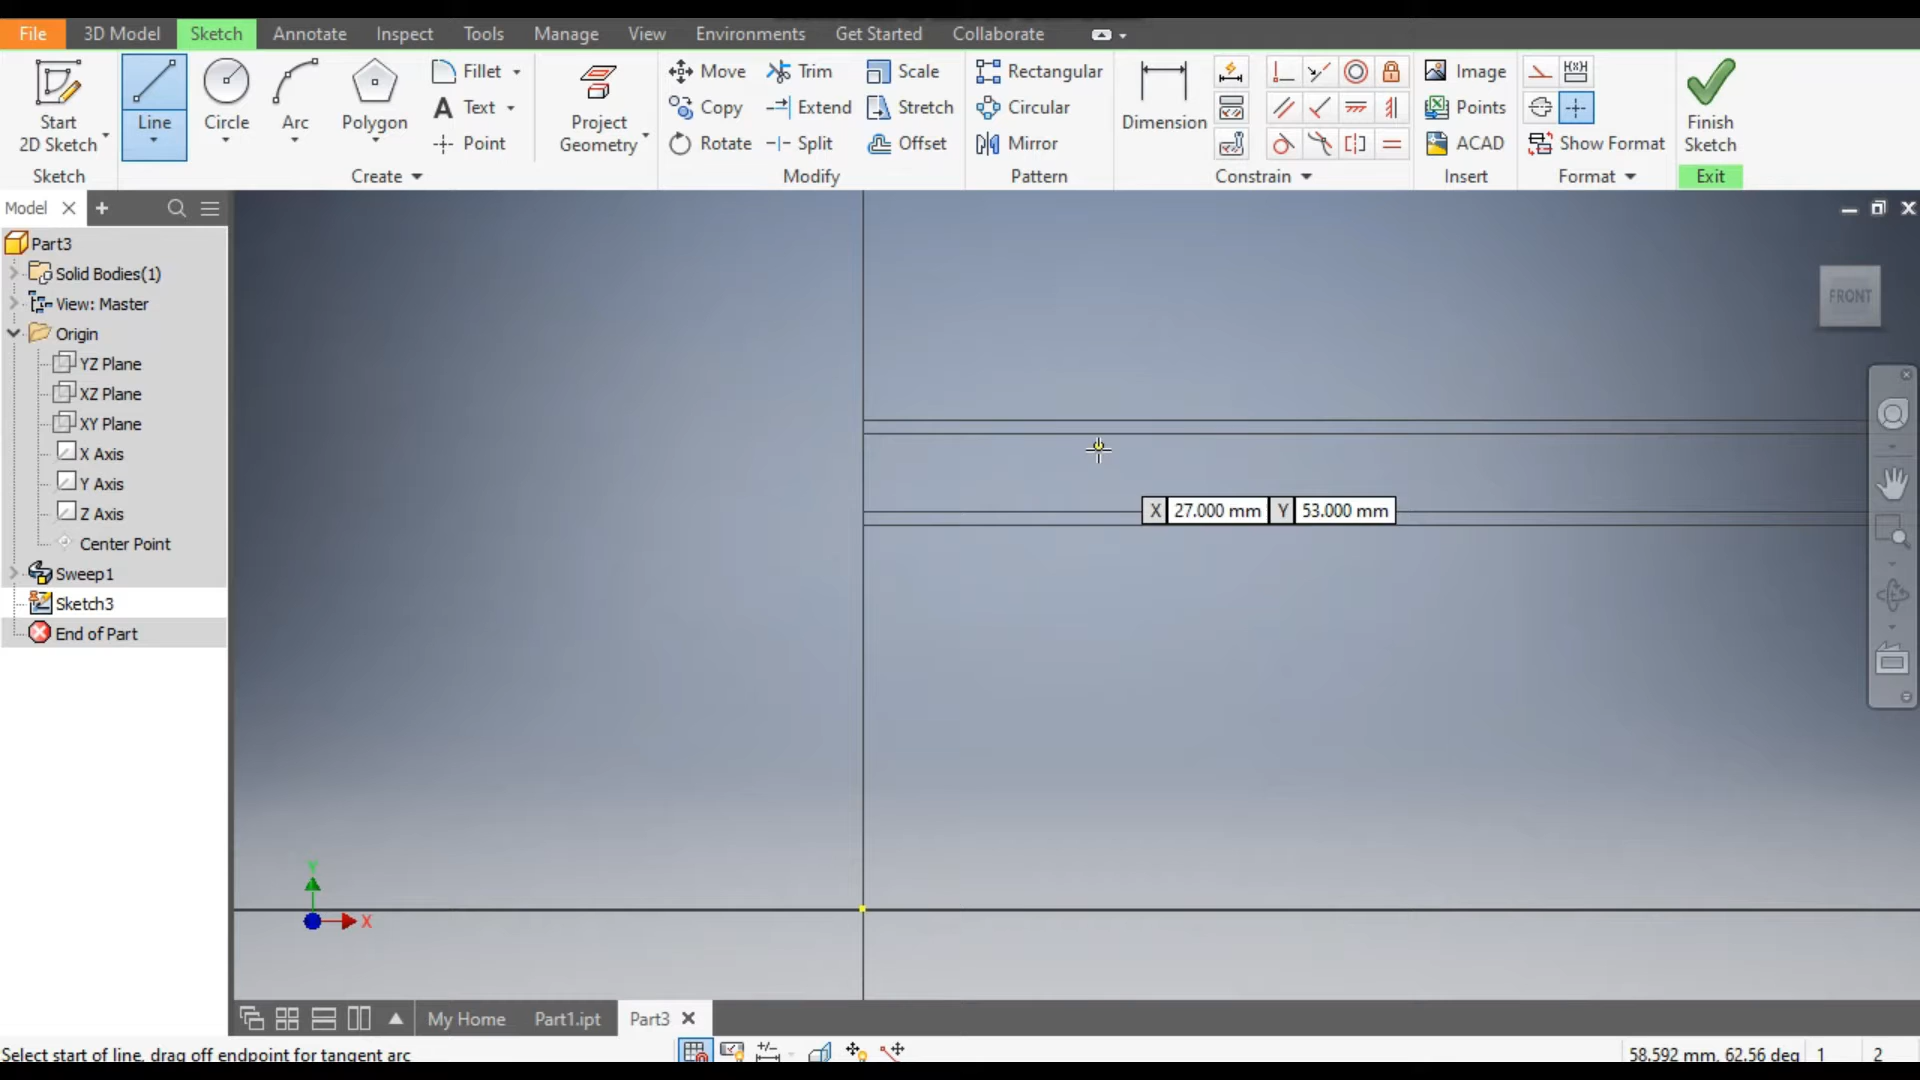 File 3D Model Sketch Annotate Inspect Tools Manage View Environments Get Started Collaborate
Start 2D Sketch
Line
Circle
Arc
Polygon
Fillet
Text
Point
Project Geometry
Move
Copy
Rotate
Trim
Extend
Split
Scale
Stretch
Offset
Rectangular
Circular
Mirror
Dimension
Image
Points
ACAD
Show Format
Finish Sketch
Sketch Create Modify Pattern Constrain Insert Format Exit
Model
Part3
Solid Bodies(1)
View: Master
Origin
YZ Plane
XZ Plane
XY Plane
X Axis
Y Axis
Z Axis
Center Point
Sweep1
Sketch3
End of Part
FRONT
X 27.000 mm Y 53.000 mm
Y
X
My Home Part1.ipt Part3
Select start of line, drag off endpoint for tangent arc
58.592 mm, 62.56 deg 1 2